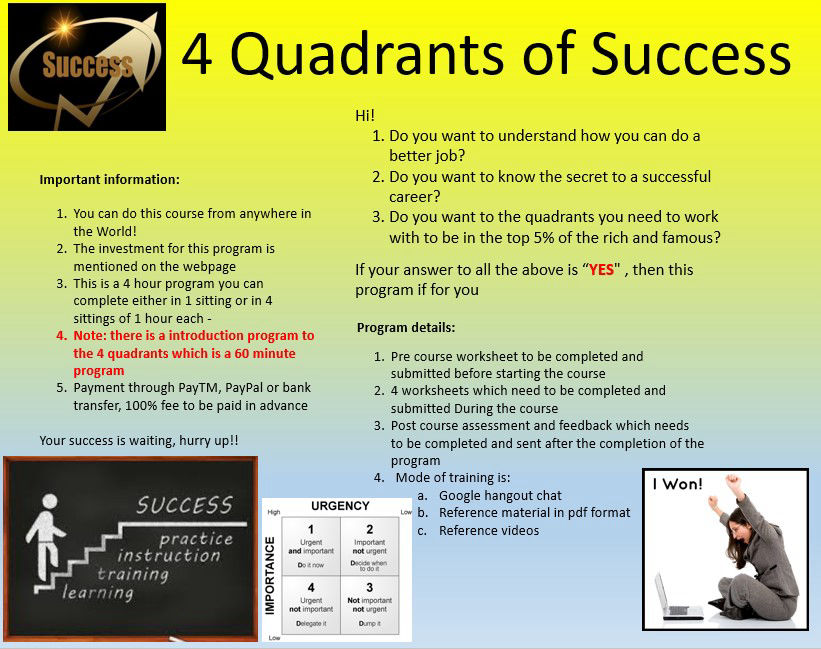 Success
4 Quadrants of Success
Hi!
1. Do you want to understand how you can do a
better job?
2. Do you want to know the secret to a successful
career?
3. Do you want to the quadrants you need to work
with to be in the top 5% of the rich and famous?
If your answer to all the above is “YES" , then this
program if for you
Important information:
1. You can do this course from anywhere in
the World!
2. The investment for this program is
mentioned on the webpage
3. This is a 4 hour program you can
complete either in 1 sitting or in 4
sittings of 1 hour each -
4. Note: there is a introduction program to
the 4 quadrants which is a 60 minute
program
5. Payment through PayTM, PayPal or bank
transfer, 100% fee to be paid in advance
Your success is waiting, hurry up!!
Program details:
1. Pre course worksheet to be completed and
submitted before starting the course
2. 4 worksheets which need to be completed and
submitted During the course
3. Post course assessment and feedback which needs
to be completed and sent after the completion of the
program
4. Mode of training is:
a. Google hangout chat
b. Reference material in pdf format
c. Reference videos
SUCCESS
practice
instruction
training
learning
URGENCY
High
Low
IMPORTANCE
1
Urgent
and important
Do it now
2
Important
not urgent
Decide when
to do it
4
Urgent
not important
Delegate it
3
Not important
not urgent
Dump it
Low
I Won!